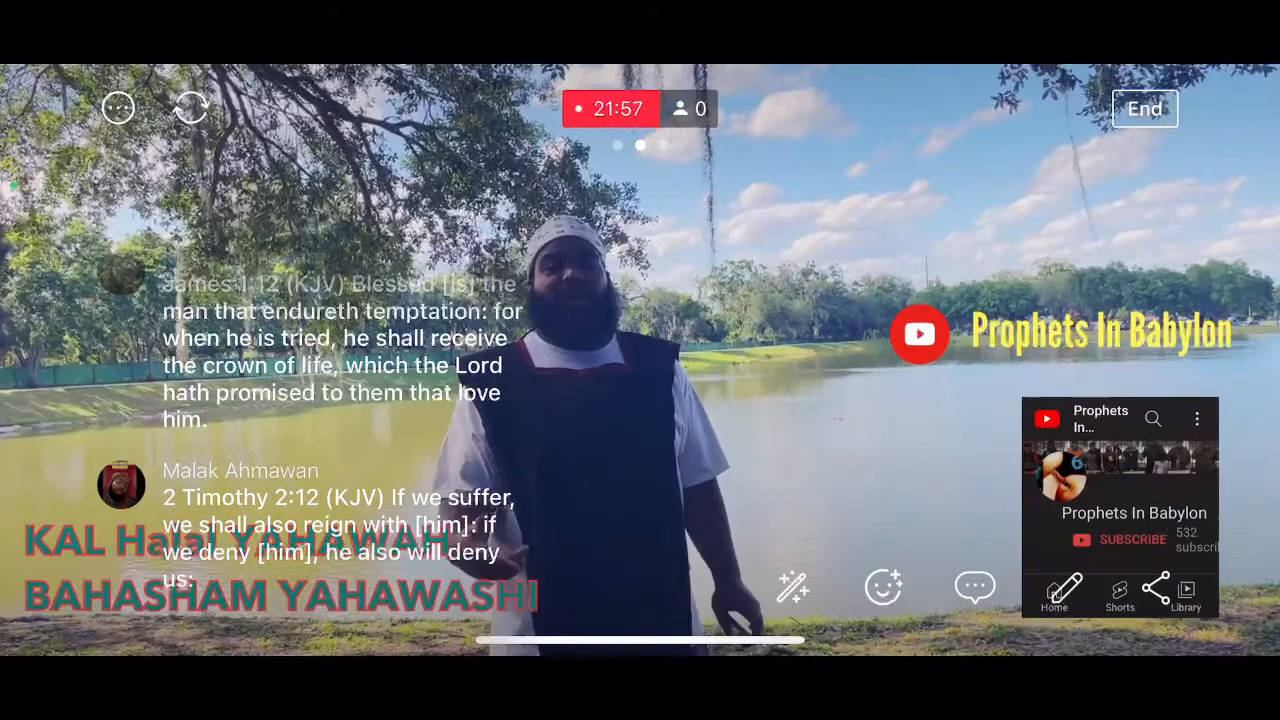 21:57
0
End
James 1:12 (KJV) Blessed [is] the
man that endureth temptation: for
when he is tried, he shall receive
the crown of life, which the Lord
hath promised to them that love
him.
Prophets In Babylon
Prophets
In...
6
Prophets In Babylon
SUBSCRIBE
532
subscri
Home
Shorts
Library
Malak Ahmawan
2 Timothy 2:12 (KJV) If we suffer,
we shall also reign with [him]: if
we deny [him], he also will deny
us:
KAL Halal YAHAWAH
BAHASHAM YAHAWASHI